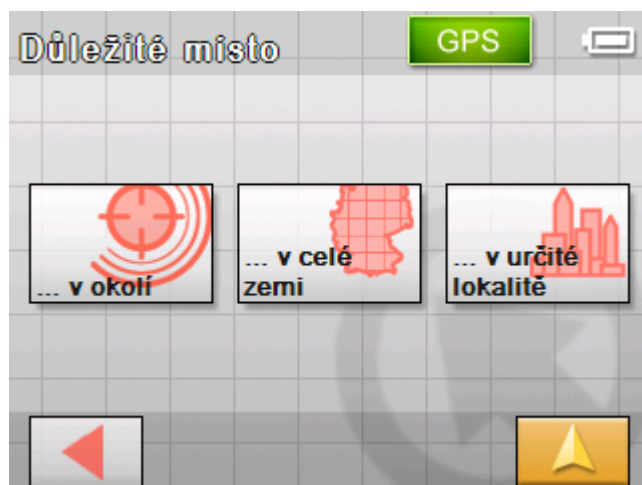 Důležité místo
GPS
... v okolí
... v celé
zemi
... v určité
lokalitě